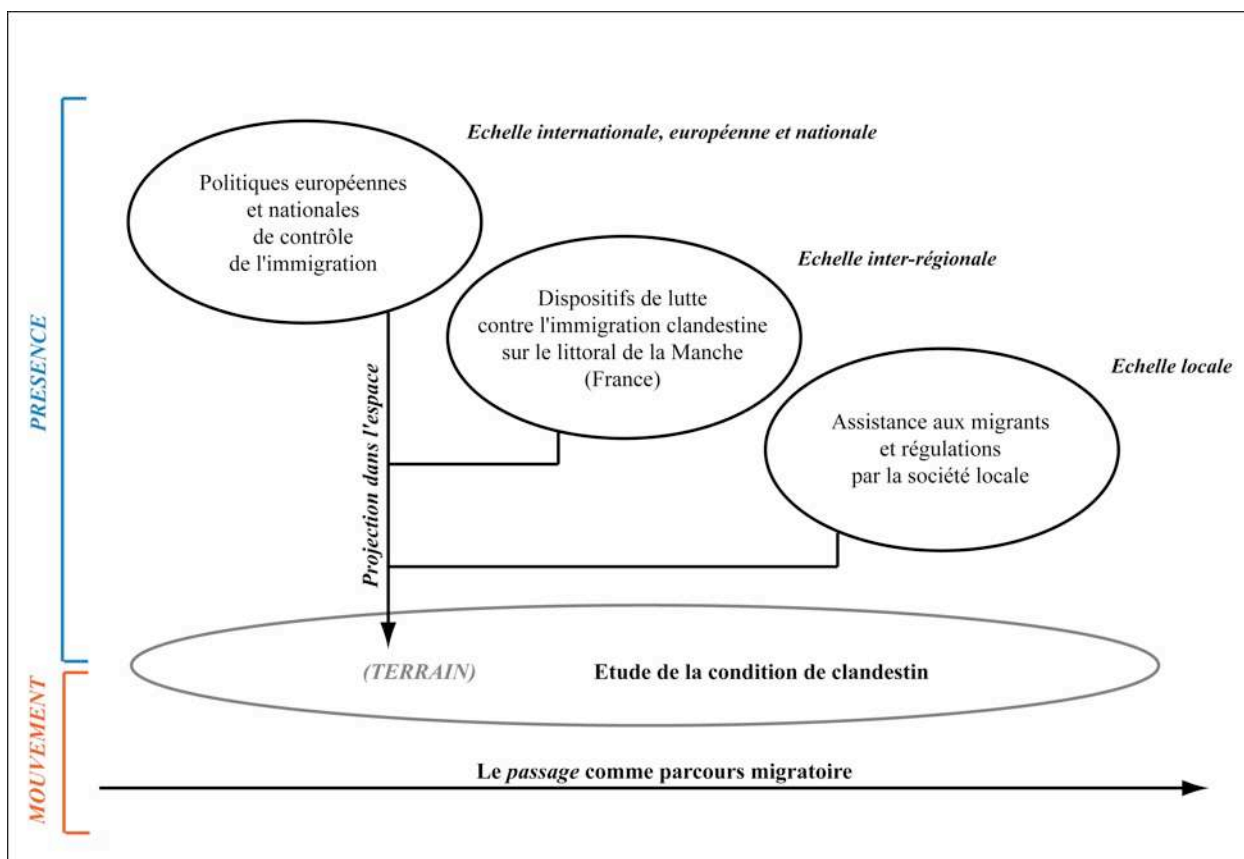 Echelle internationale, européenne et nationale
Politiques européennes
et nationales
de contrôle
de l'immigration
Echelle inter-régionale
Dispositifs de lutte
contre l'immigration clandestine
sur le littoral de la Manche
(France)
Echelle locale
Assistance aux migrants
et régulations
par la société locale
PRESENCE
Projection dans l'espace
(TERRAIN)
Etude de la condition de clandestin
MOUVEMENT
Le passage comme parcours migratoire